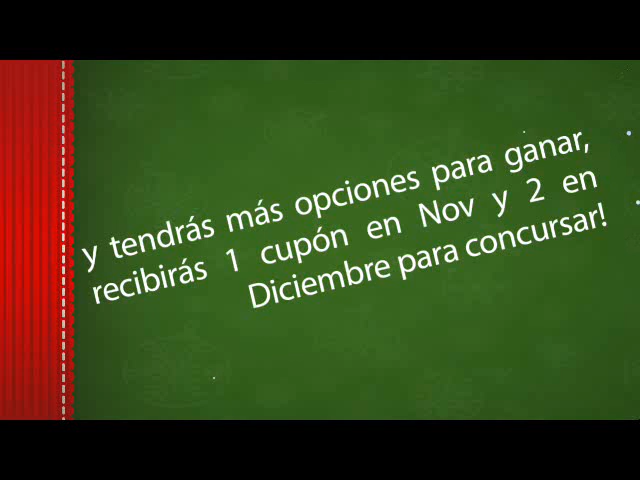 y tendrás más opciones para ganar,
recibirás 1 cupón en Nov y 2 en
Diciembre para concursar!